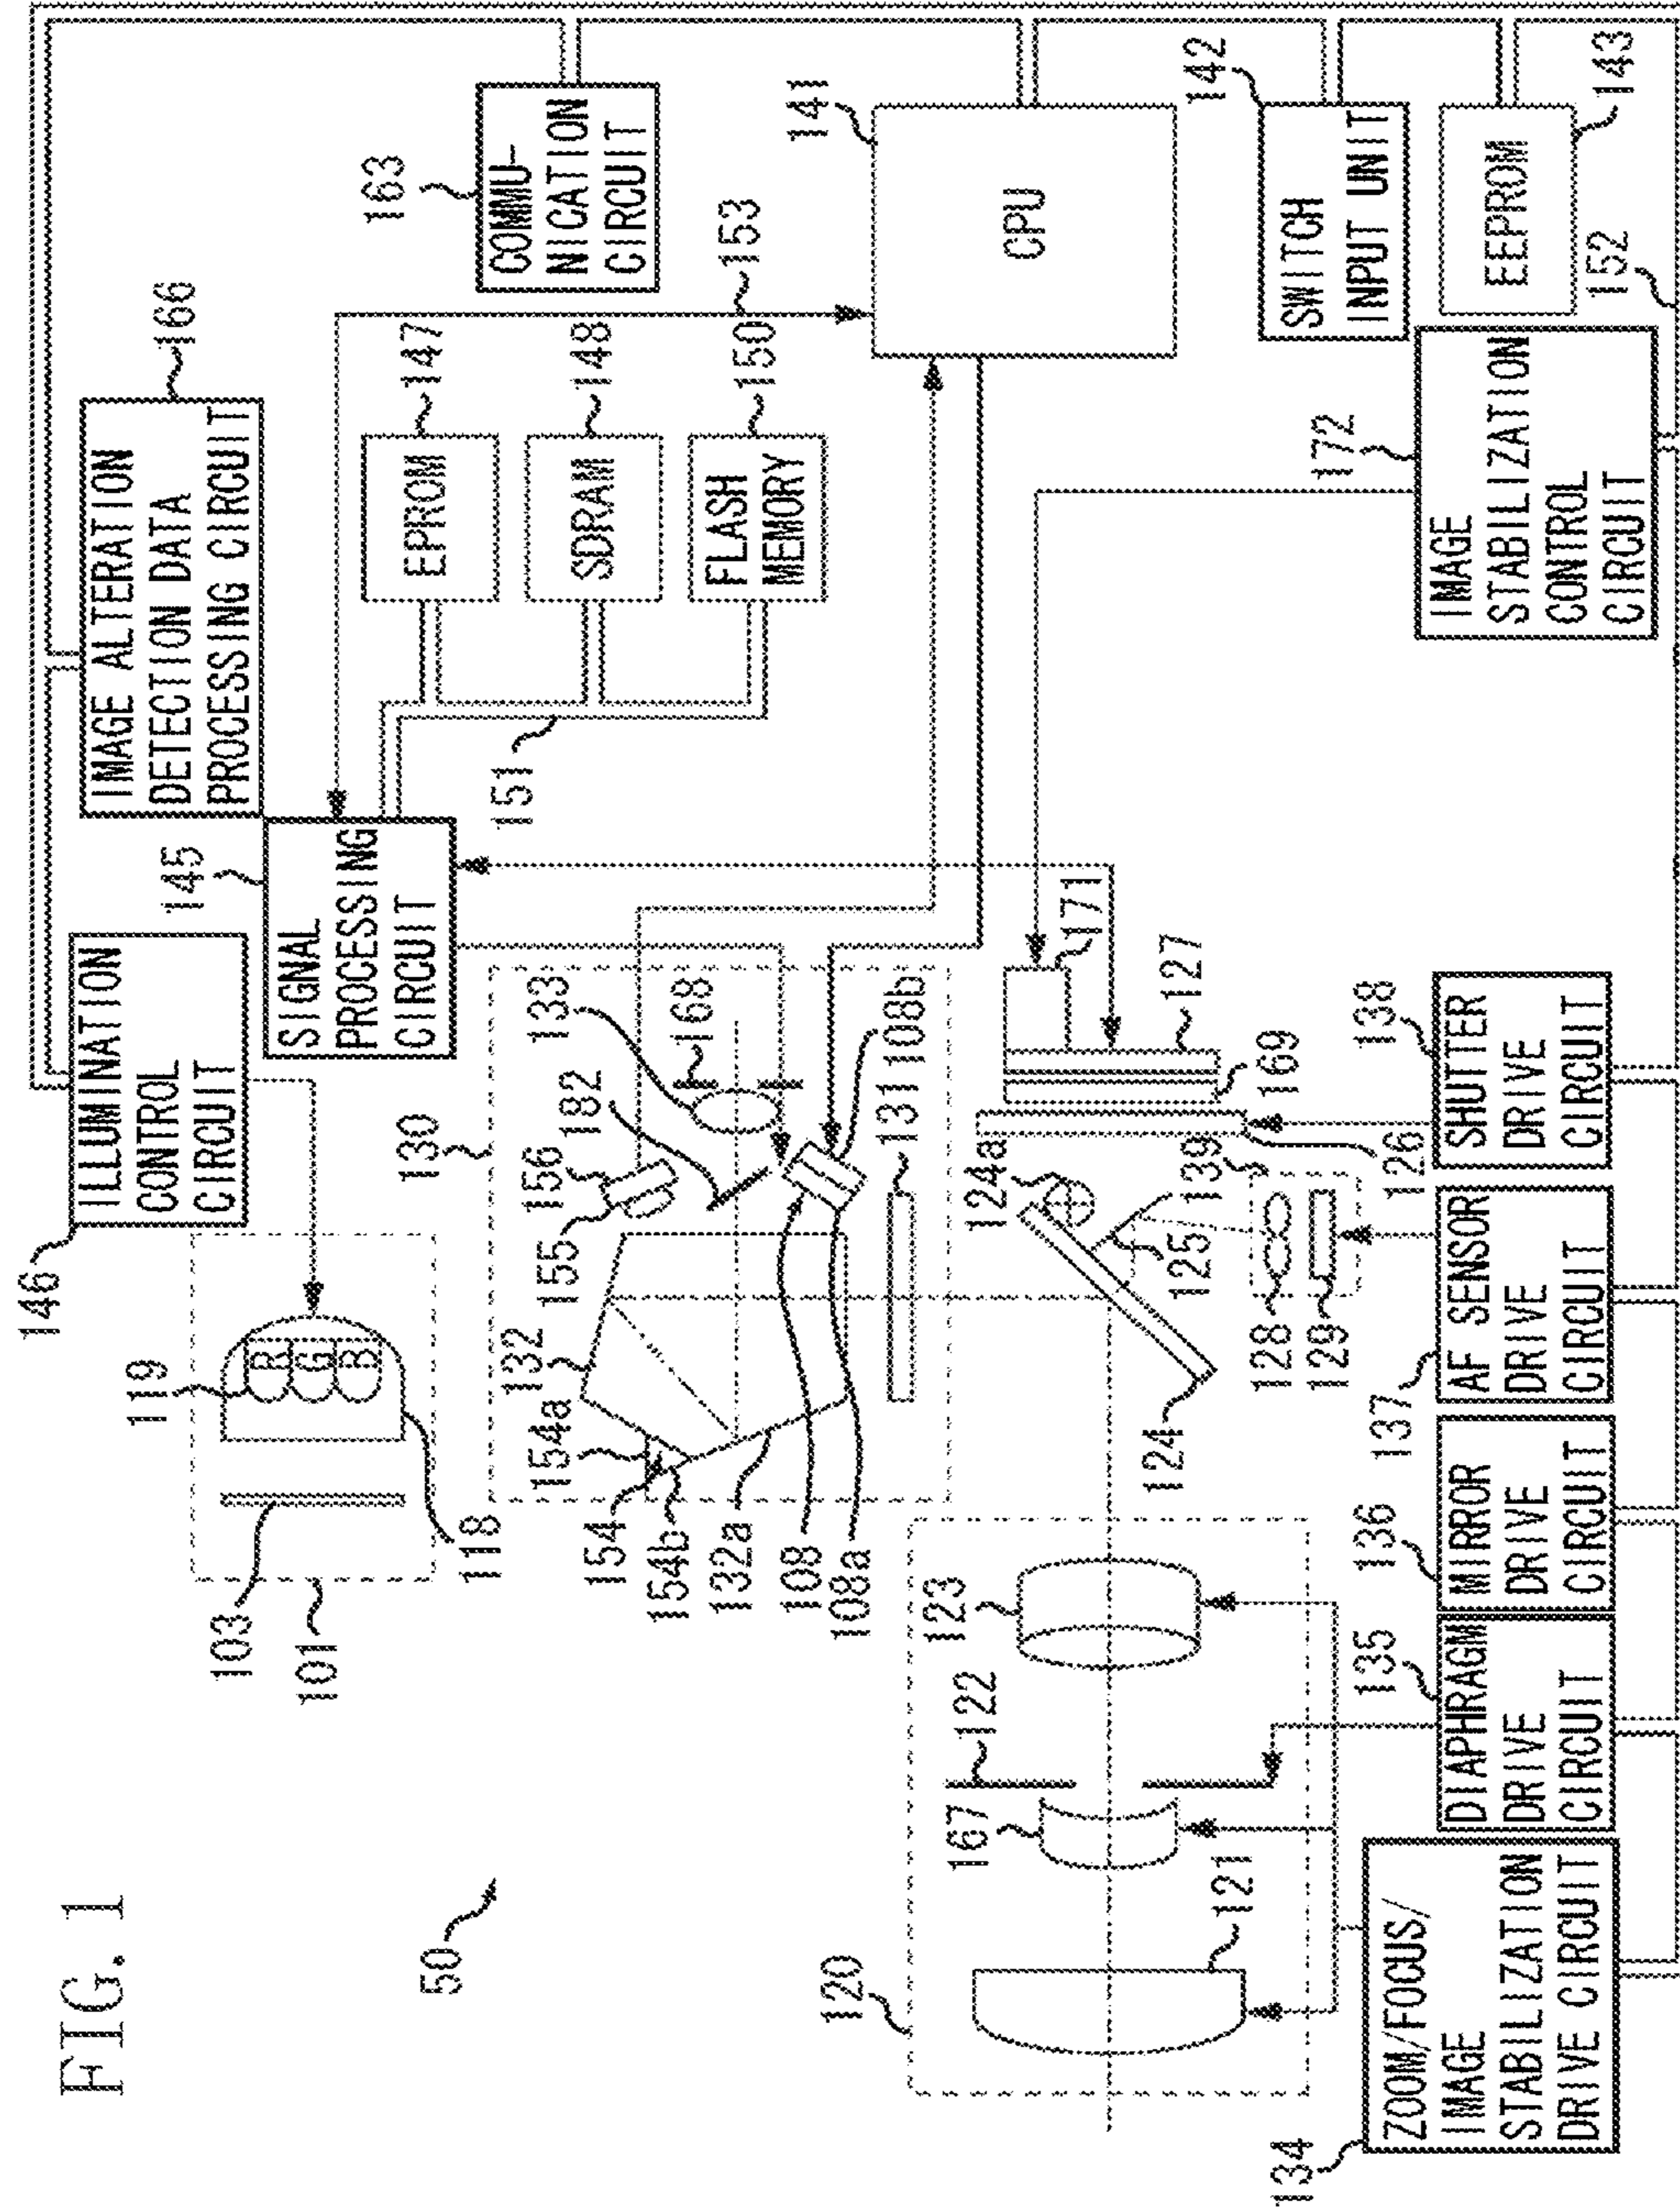 FIG. 1
50
146
ILLUMINATION
CONTROL
CIRCUIT
IMAGE ALTERATION
DETECTION DATA
PROCESSING CIRCUIT
166
119
R
G
B
103
101
118
145
SIGNAL
PROCESSING
CIRCUIT
163
COMMU-
NICATION
CIRCUIT
EPROM
147
SDRAM
148
FLASH
MEMORY
150
151
153
CPU
141
SWITCH
INPUT UNIT
142
EEPROM
143
152
130
132
154a
154
154b
132a
108
108a
155
156
182
133
168
108b
131
120
121
167
122
123
124
124a
125
139
128
129
126
169
127
171
IMAGE
STABILIZATION
CONTROL
CIRCUIT
172
134
ZOOM/FOCUS/
IMAGE
STABILIZATION
DRIVE CIRCUIT
135
DIAPHRAGM
DRIVE
CIRCUIT
136
MIRROR
DRIVE
CIRCUIT
137
AF SENSOR
DRIVE
CIRCUIT
138
SHUTTER
DRIVE
CIRCUIT